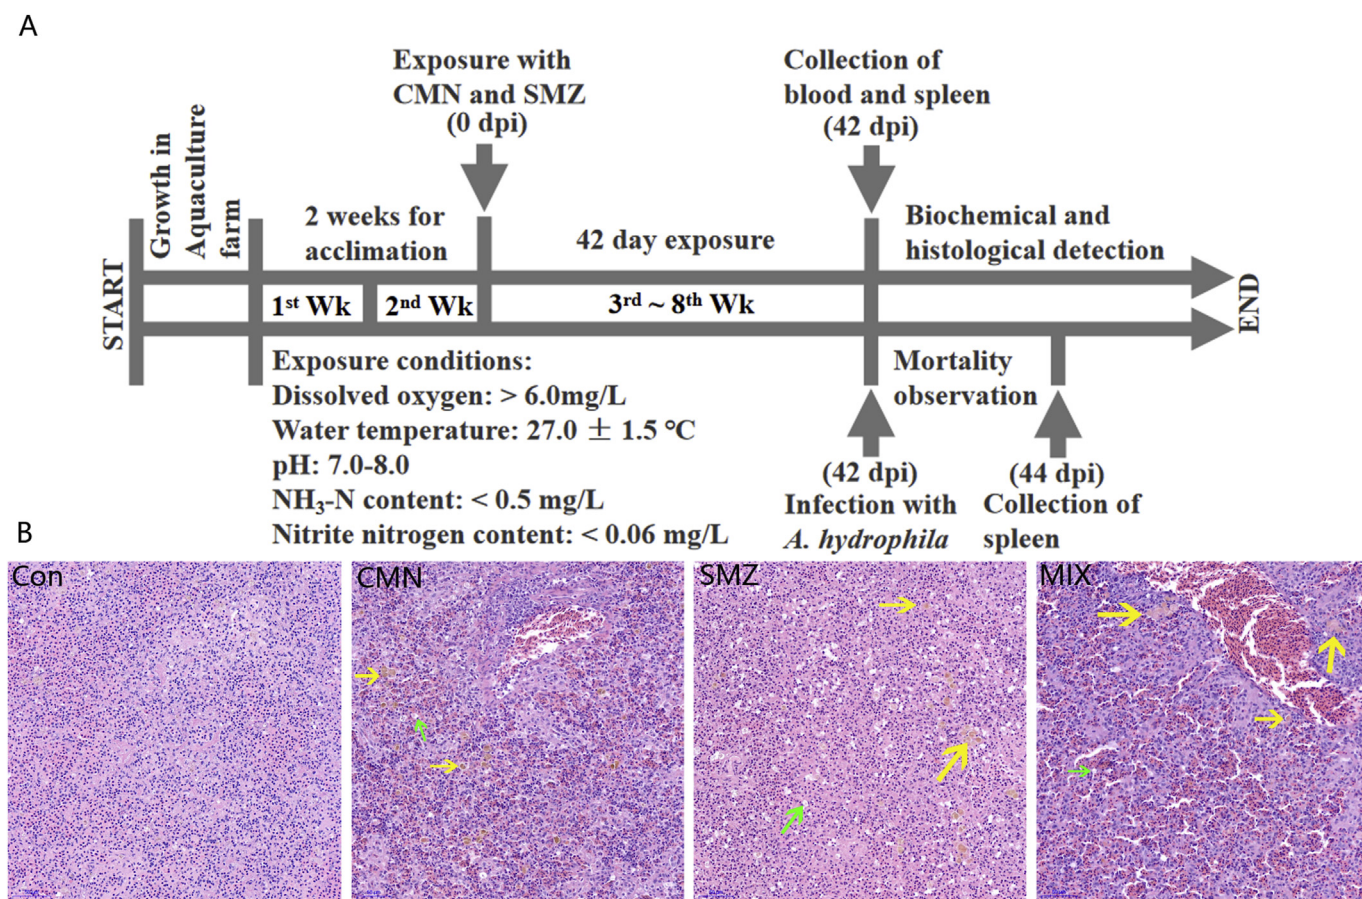 A
Exposure with
CMN and SMZ
(0 dpi)
Collection of
blood and spleen
(42 dpi)
Growth in
Aquaculture
farm
2 weeks for
acclimation
42 day exposure
Biochemical and
histological detection
START
1st Wk
2nd Wk
3rd ~ 8th Wk
END
Exposure conditions:
Dissolved oxygen: > 6.0mg/L
Water temperature: 27.0 ± 1.5 °C
pH: 7.0-8.0
NH3-N content: < 0.5 mg/L
Nitrite nitrogen content: < 0.06 mg/L
Mortality
observation
(42 dpi)
Infection with
A. hydrophila
(44 dpi)
Collection of
spleen
B
Con
CMN
SMZ
MIX